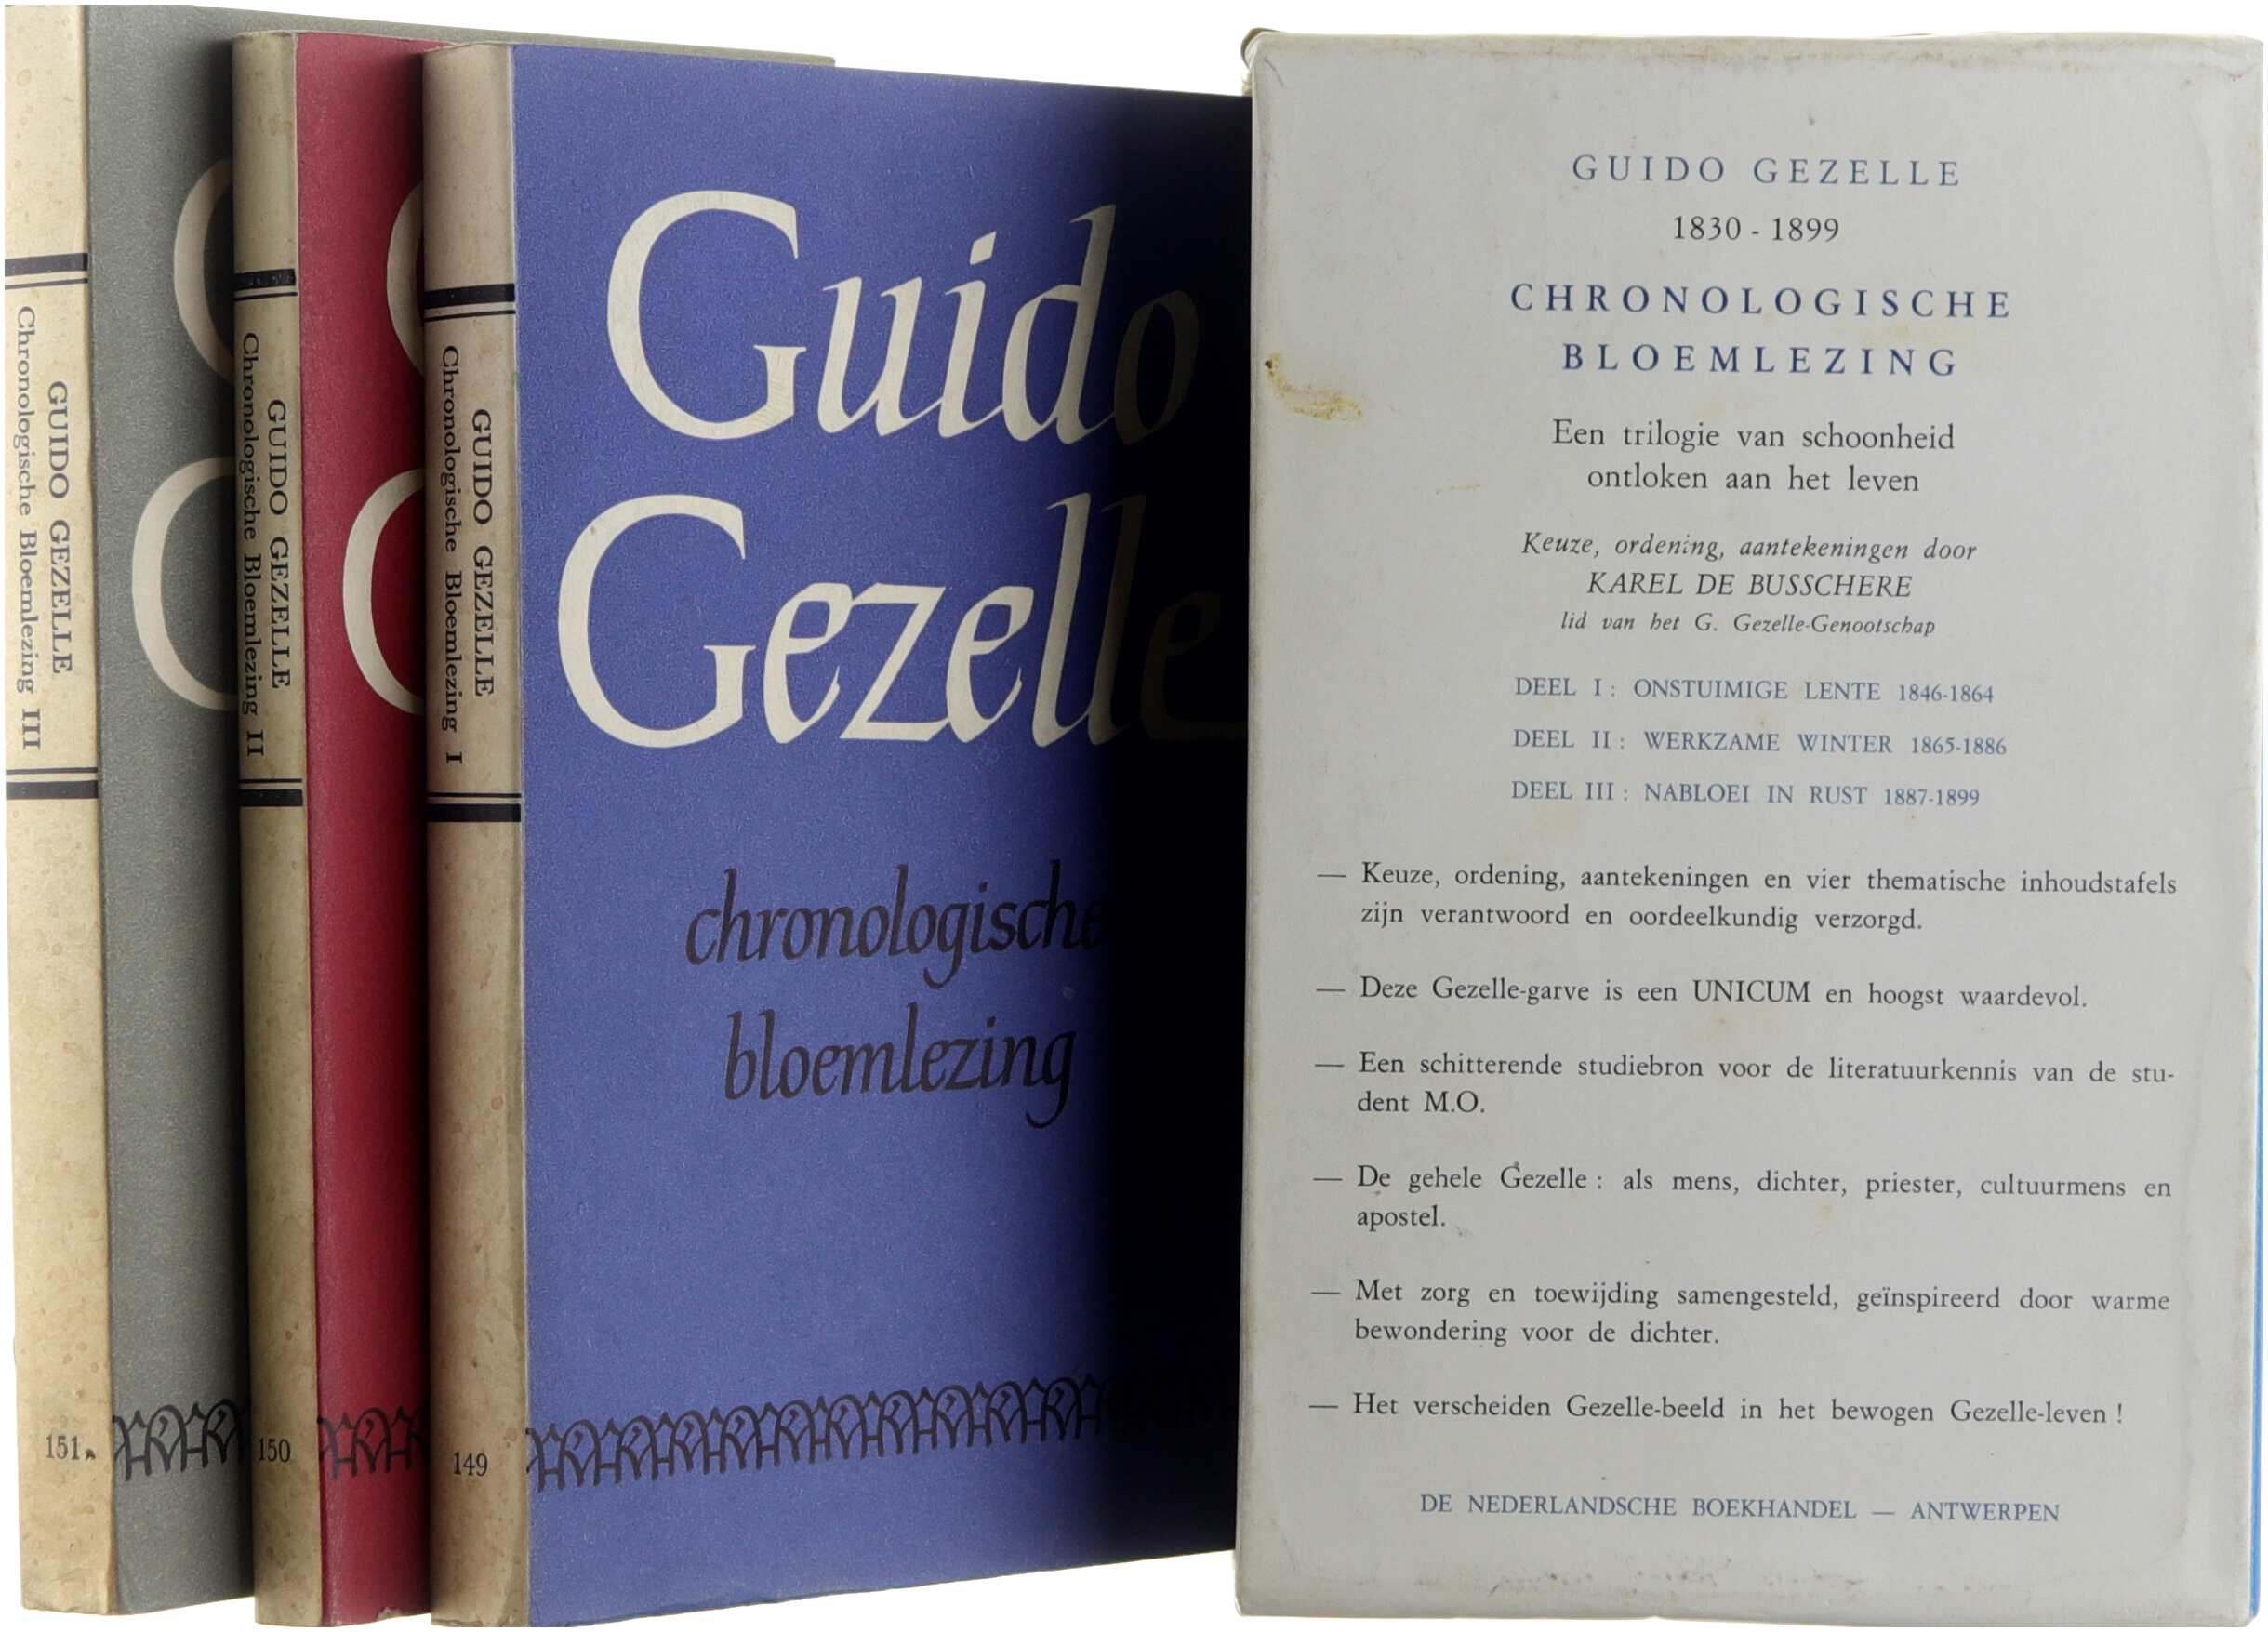 GUIDO GEZELLE
Chronologische Bloemlezing III
151
GUIDO GEZELLE
Chronologische Bloemlezing II
150
GUIDO GEZELLE
Chronologische Bloemlezing I
149
Guido
Gezelle
chronologische
bloemlezing
GUIDO GEZELLE
1830 - 1899
CHRONOLOGISCHE
BLOEMLEZING
Een trilogie van schoonheid
ontloken aan het leven
Keuze, ordening, aantekeningen door
KAREL DE BUSSCHERE
lid van het G. Gezelle-Genootschap
DEEL I : ONSTUIMIGE LENTE 1846-1864
DEEL II : WERKZAME WINTER 1865-1886
DEEL III : NABLOEI IN RUST 1887-1899
— Keuze, ordening, aantekeningen en vier thematische inhoudstafels
zijn verantwoord en oordeelkundig verzorgd.
— Deze Gezelle-garve is een UNICUM en hoogst waardevol.
— Een schitterende studiebron voor de literatuurkennis van de stu-
dent M.O.
— De gehele Gezelle : als mens, dichter, priester, cultuurmens en
apostel.
— Met zorg en toewijding samengesteld, geïnspireerd door warme
bewondering voor de dichter.
— Het verscheiden Gezelle-beeld in het bewogen Gezelle-leven !
DE NEDERLANDSCHE BOEKHANDEL — ANTWERPEN